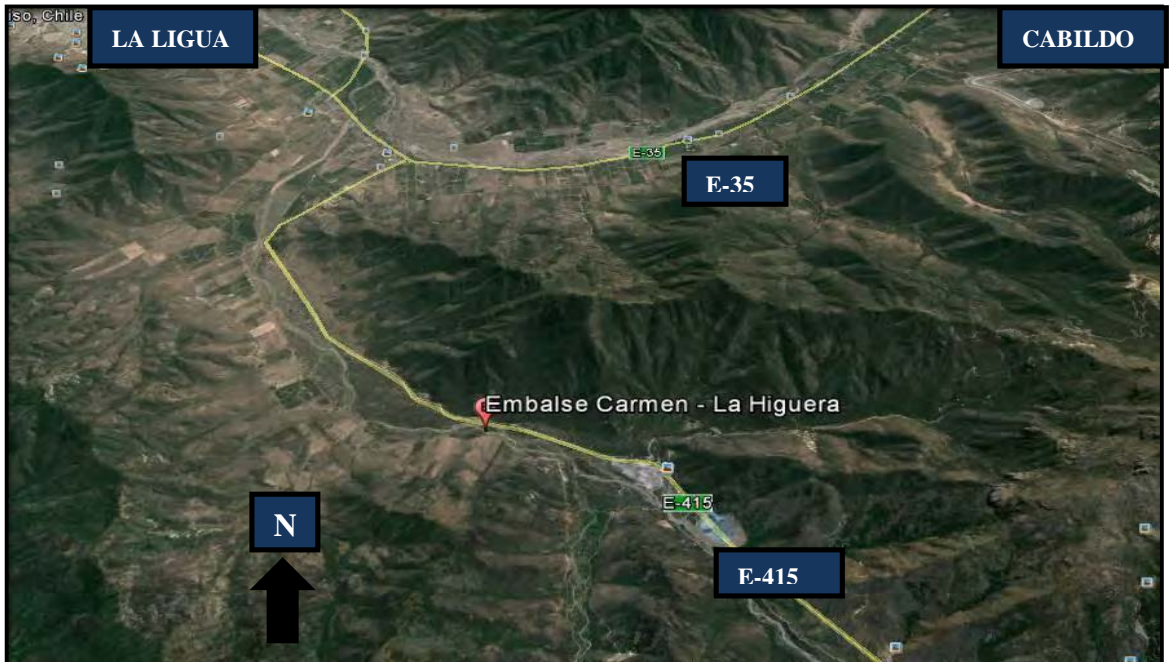 iso, Chile
LA LIGUA
CABILDO
E-35
E-35
Embalse Carmen - La Higuera
N
E-415
E-415